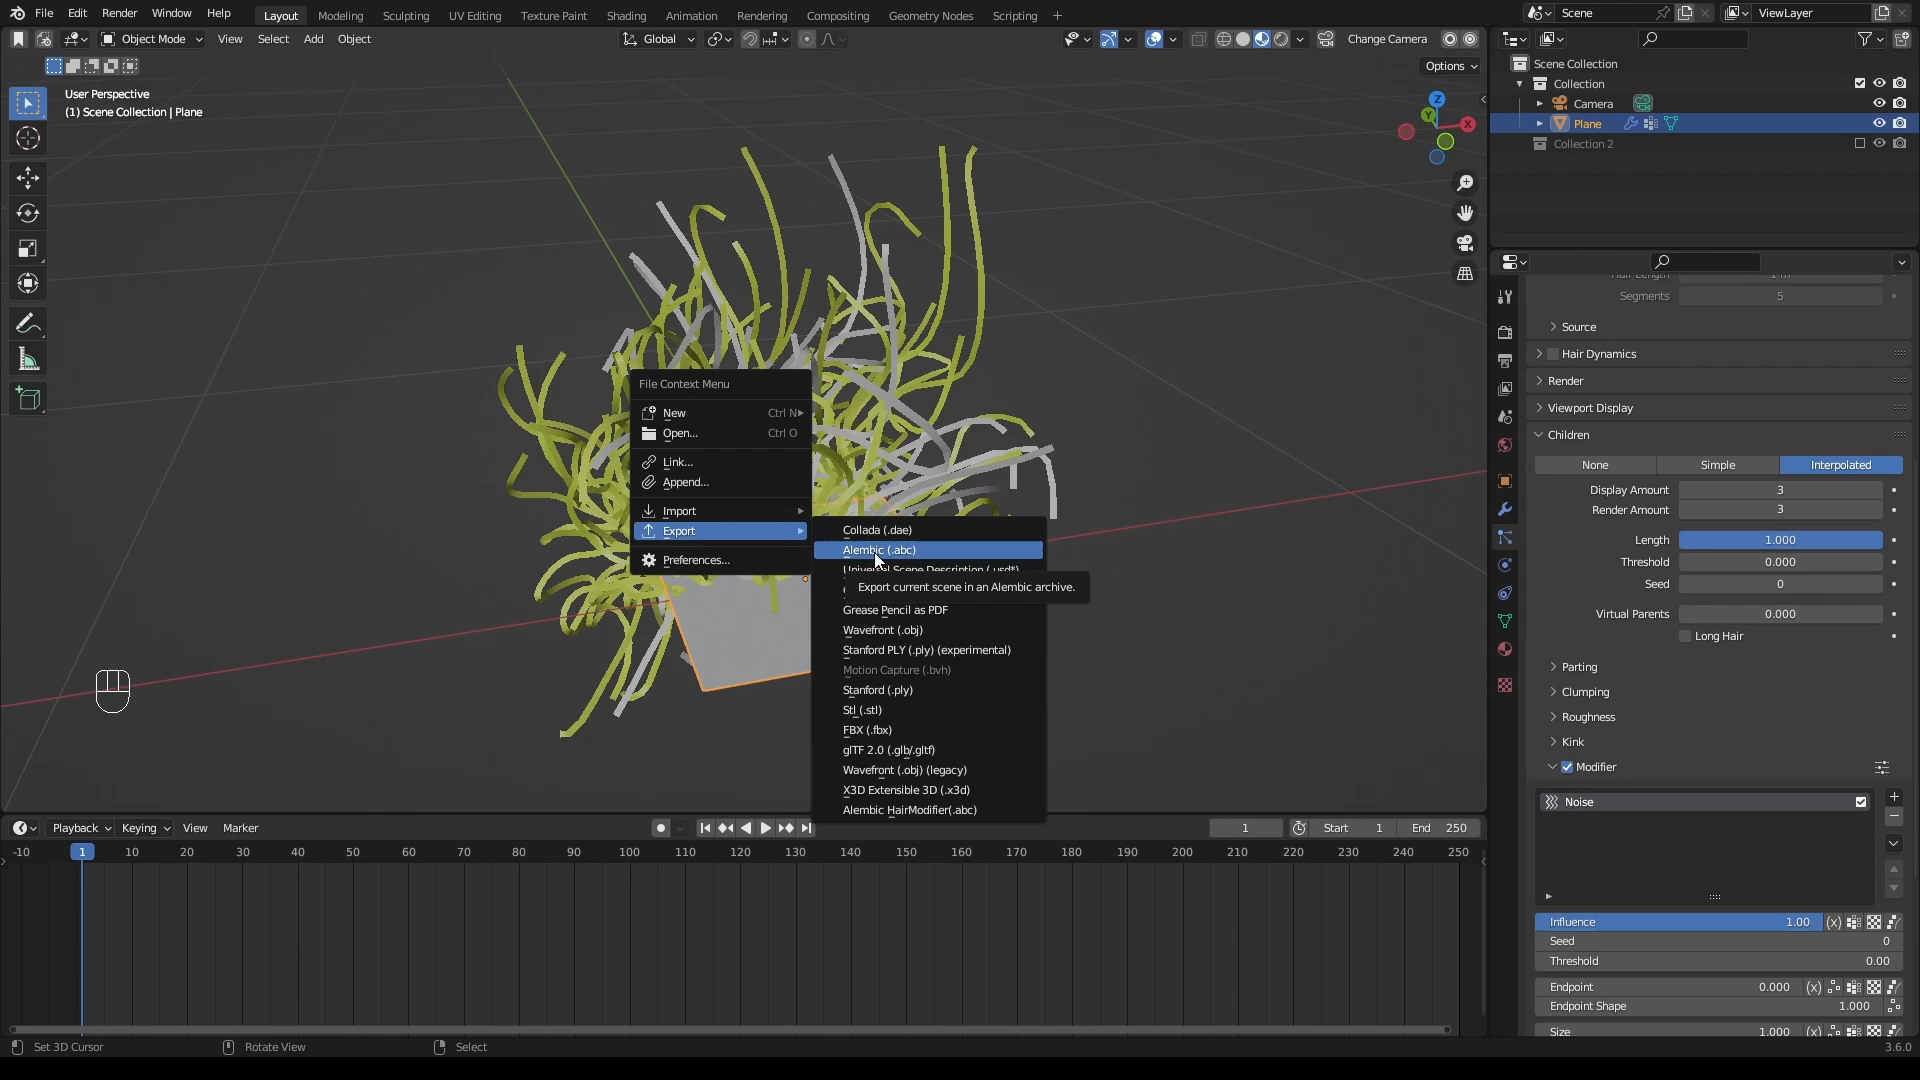 File Edit Render Window Help
Layout Modeling Sculpting UV Editing Texture Paint Shading Animation Rendering Compositing Geometry Nodes Scripting +
Scene
ViewLayer
Object Mode View Select Add Object
Global
Change Camera
Options
User Perspective
(1) Scene Collection | Plane
Z
Y
X
Scene Collection
Collection
Camera
Plane
Collection 2
File Context Menu
New Ctrl N
Open... Ctrl O
Link...
Append...
Import
Export
Preferences...
Collada (.dae)
Alembic (.abc)
Universal Scene Description (.usd*)
Export current scene in an Alembic archive.
Grease Pencil as PDF
Wavefront (.obj)
Stanford PLY (.ply) (experimental)
Motion Capture (.bvh)
Stanford (.ply)
Stl (.stl)
FBX (.fbx)
glTF 2.0 (.glb/.gltf)
Wavefront (.obj) (legacy)
X3D Extensible 3D (.x3d)
Alembic HairModifier(.abc)
Hair Length 1 m
Segments 5
Source
Hair Dynamics
Render
Viewport Display
Children
None Simple Interpolated
Display Amount 3
Render Amount 3
Length 1.000
Threshold 0.000
Seed 0
Virtual Parents 0.000
Long Hair
Parting
Clumping
Roughness
Kink
Modifier
Noise
Influence 1.00 (x)
Seed 0
Threshold 0.00
Endpoint 0.000 (x)
Endpoint Shape 1.000
Size 1.000 (x)
Playback Keying View Marker
1 Start 1 End 250
-10 1 10 20 30 40 50 60 70 80 90 100 110 120 130 140 150 160 170 180 190 200 210 220 230 240 250
Set 3D Cursor Rotate View Select
3.6.0